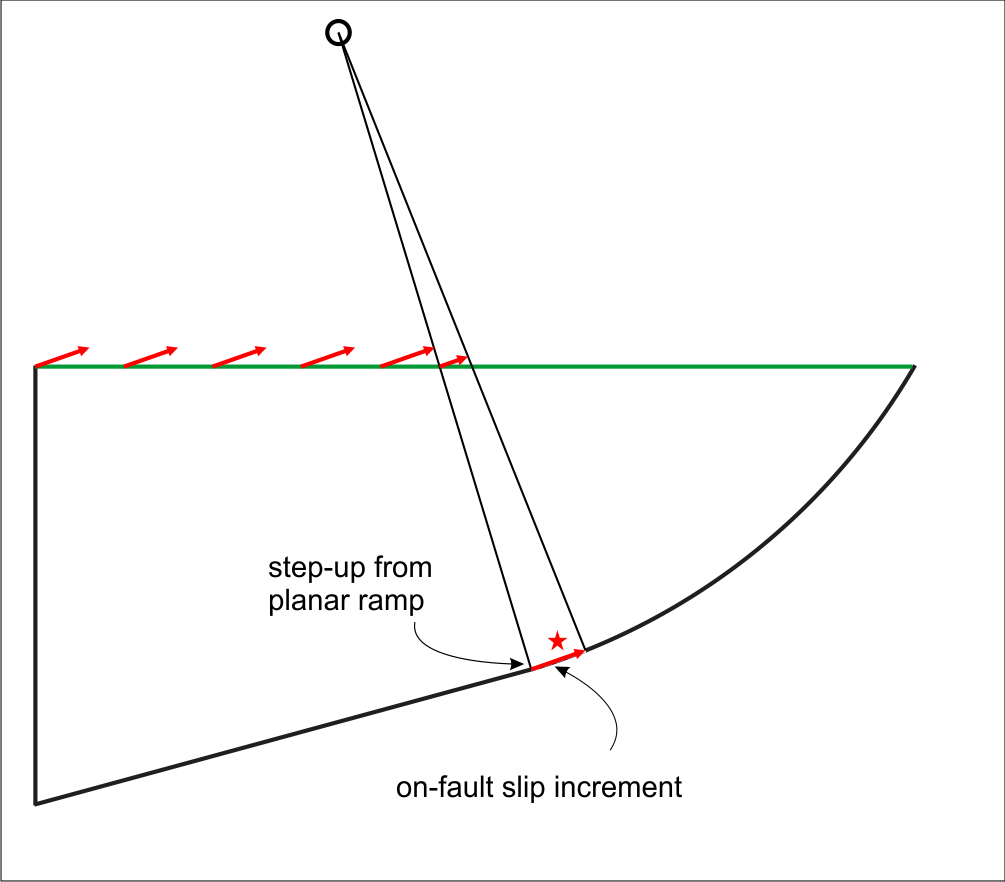 step-up from
planar ramp
on-fault slip increment